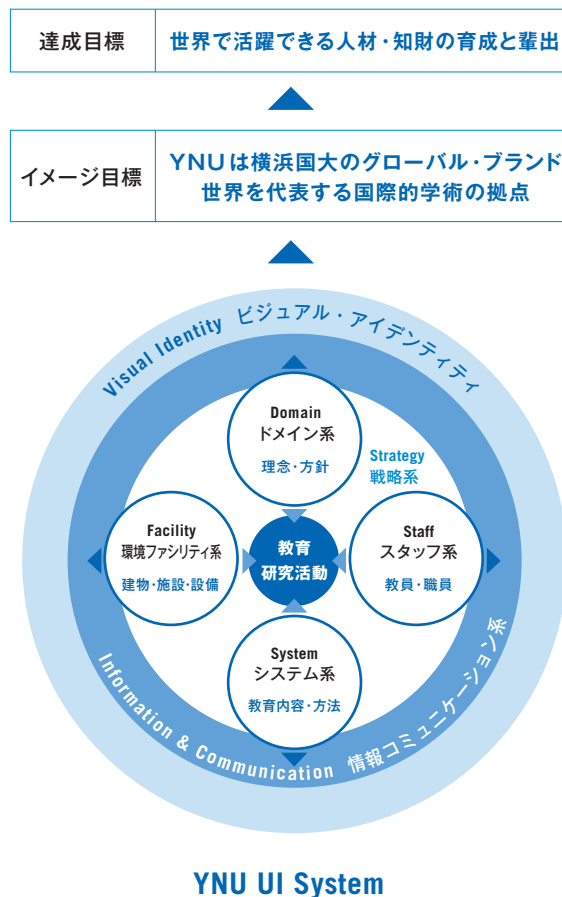 達成目標
世界で活躍できる人材・知財の育成と輩出
イメージ目標
YNUは横浜国大のグローバル・ブランド
世界を代表する国際的学術の拠点
Visual Identity ビジュアル・アイデンティティ
Domain
ドメイン系
理念・方針
Strategy
戦略系
Facility
環境ファシリティ系
建物・施設・設備
教育
研究活動
Staff
スタッフ系
教員・職員
System
システム系
教育内容・方法
Information & Communication 情報コミュニケーション系
YNU UI System